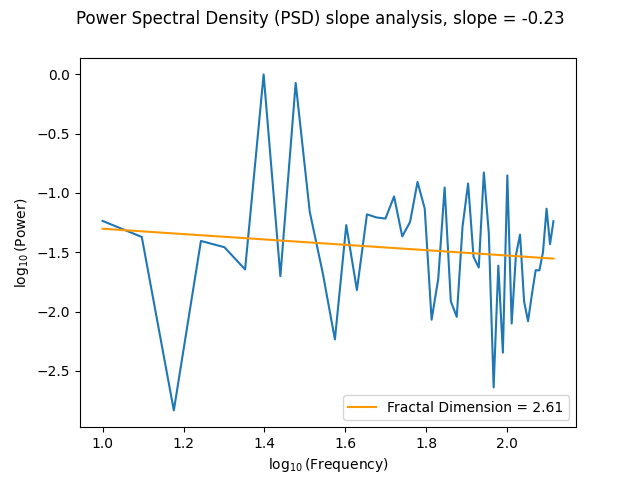 Power Spectral Density (PSD) slope analysis, slope = -0.23
0.0
−0.5
−1.0
−1.5
−2.0
−2.5
log₁₀ (Power)
Fractal Dimension = 2.61
1.0 1.2 1.4 1.6 1.8 2.0
log₁₀ (Frequency)